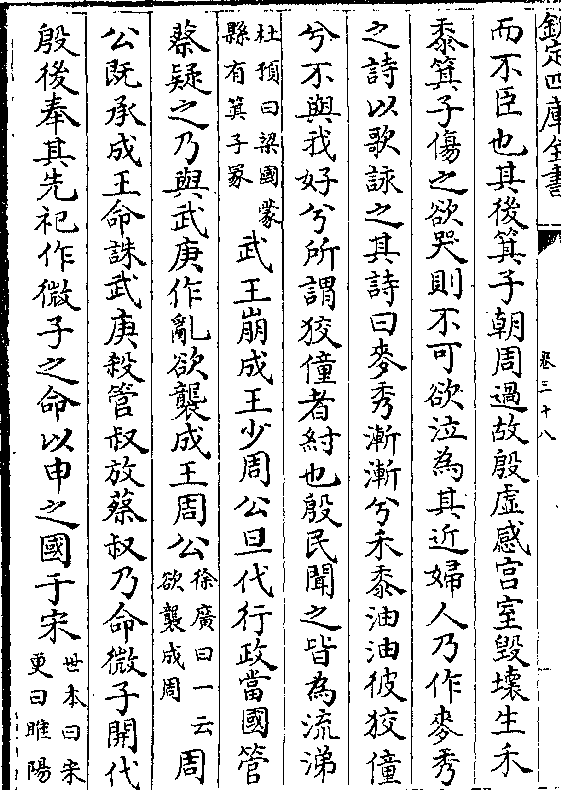 欽定四庫全書
卷三十八
而不臣也其後箕子朝周過故殷虛感宮室毀壞生禾
黍箕子傷之欲哭則不可欲泣為其近婦人乃作麥秀
之詩以歌詠之其詩曰麥秀漸漸兮禾黍油油彼狡僮
兮不與我好兮所謂狡僮者紂也殷民聞之皆為流涕
杜預曰梁國蒙
縣有箕子冢
武王崩成王少周公旦代行政當國管
蔡疑之乃與武庚作亂欲襲成王周公
徐廣曰一云
欲襲成周
周
公既承成王命誅武庚殺管叔放蔡叔乃命微子開代
殷後奉其先祀作微子之命以申之國于宋
世本曰宋
更曰睢陽